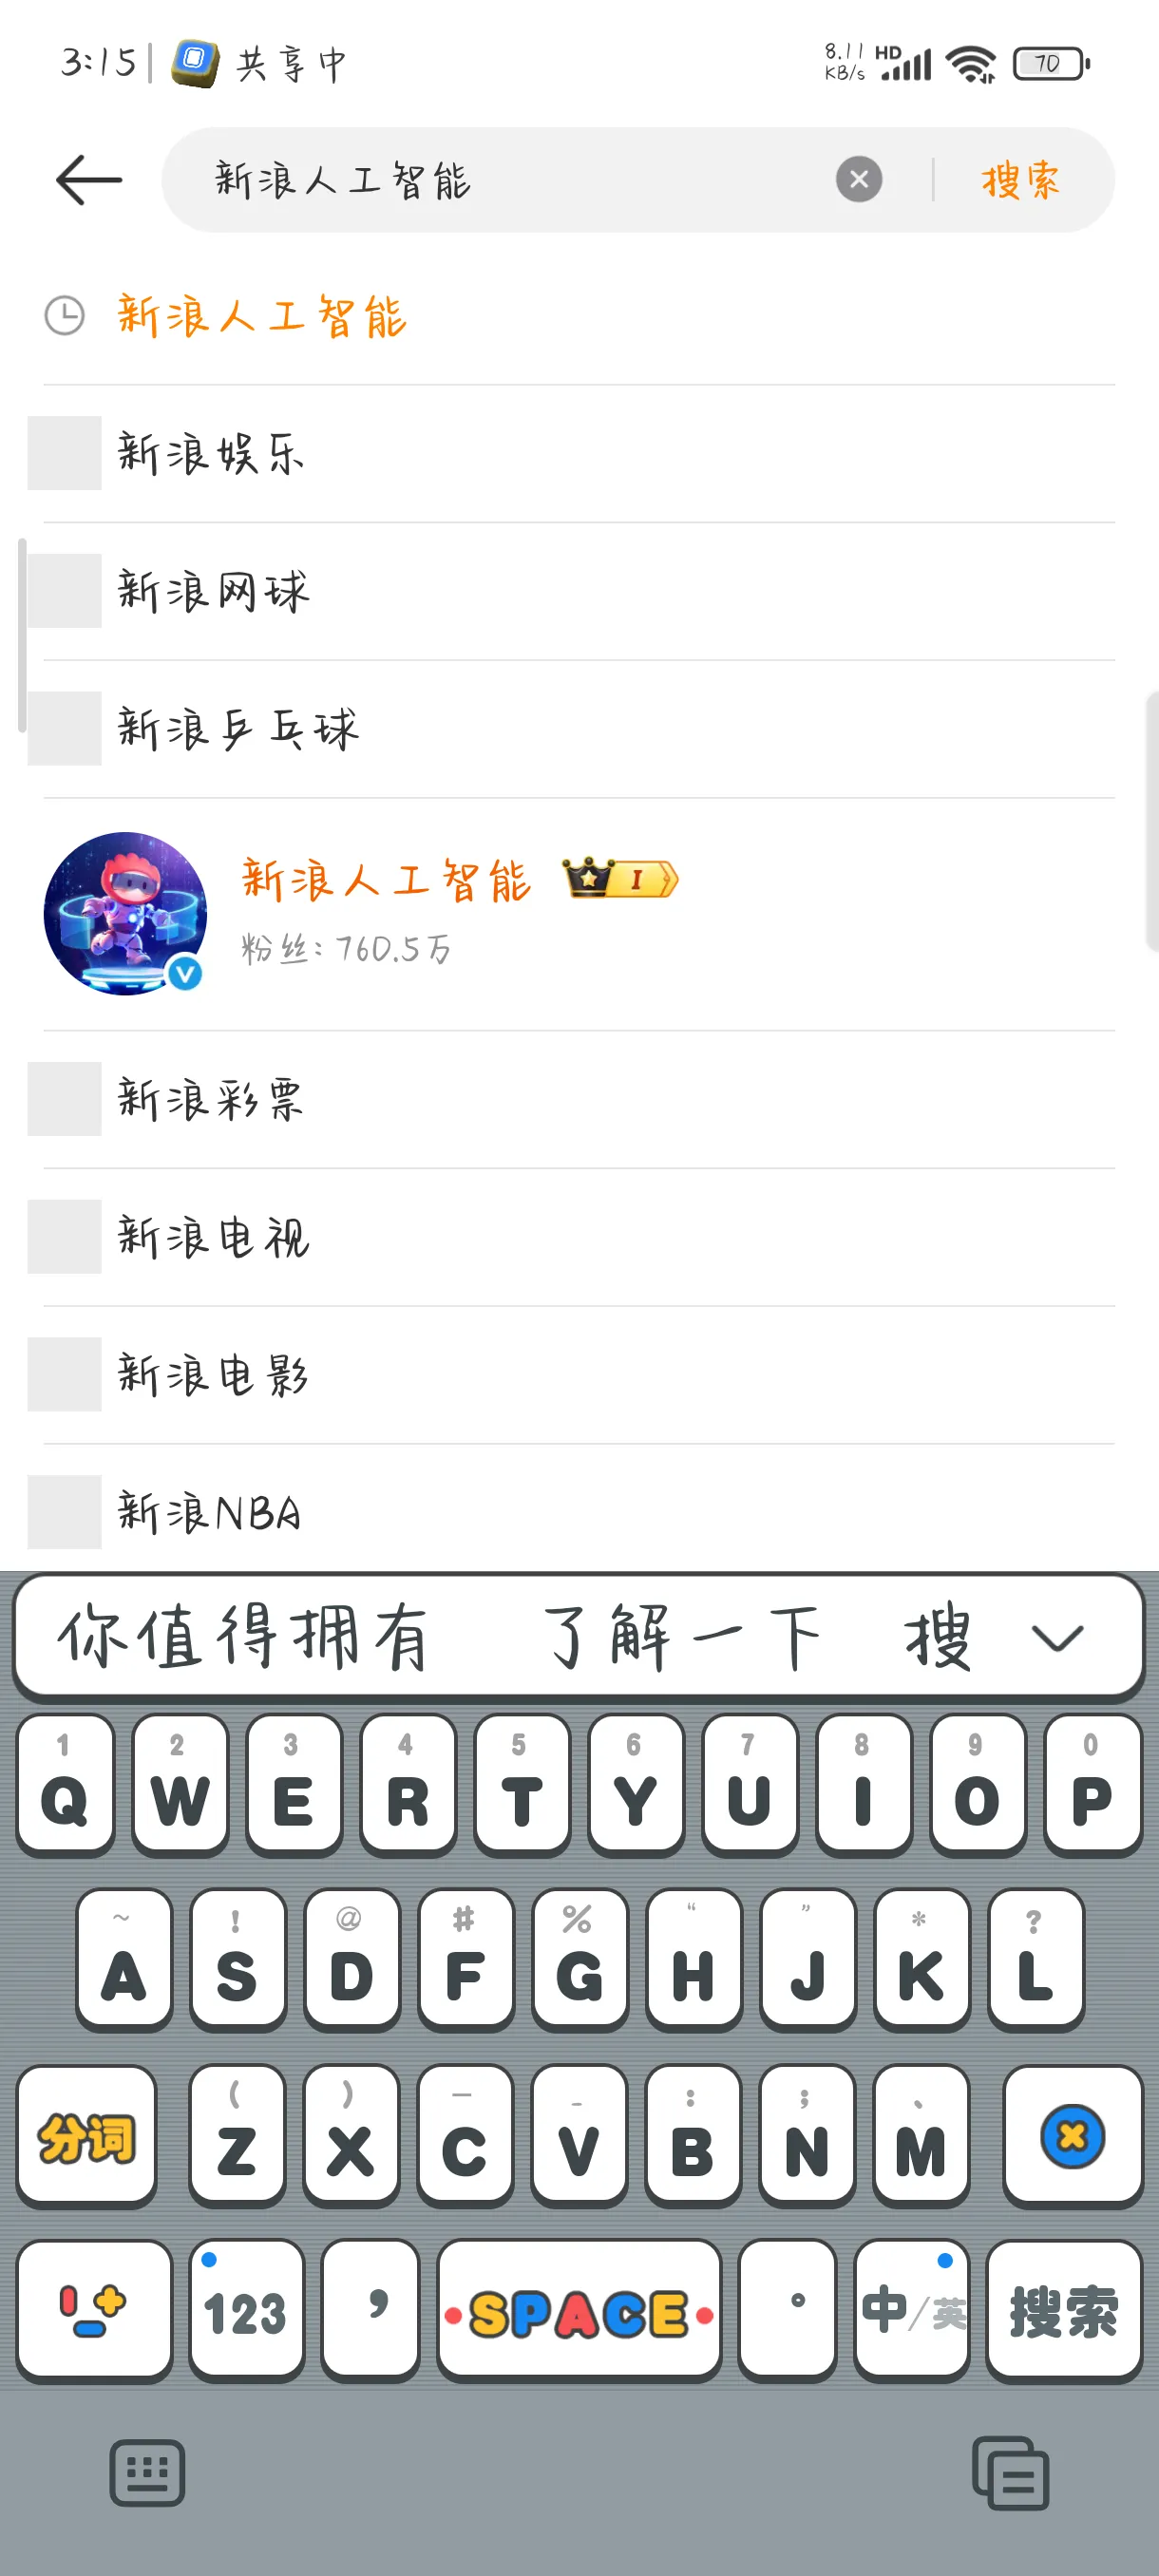 3:15 共享中 8.11 KB/s HD 70
新浪人工智能 搜索
新浪人工智能
新浪娱乐
新浪网球
新浪乒乓球
新浪人工智能 I
粉丝: 760.5万
新浪彩票
新浪电视
新浪电影
新浪NBA
你值得拥有 了解一下 搜
1 2 3 4 5 6 7 8 9 0
Q W E R T Y U I O P
~ ! @ # % “ ” * ?
A S D F G H J K L
( ) — _ : ; 、
分词 Z X C V B N M
123 , SPACE 。 中/英 搜索